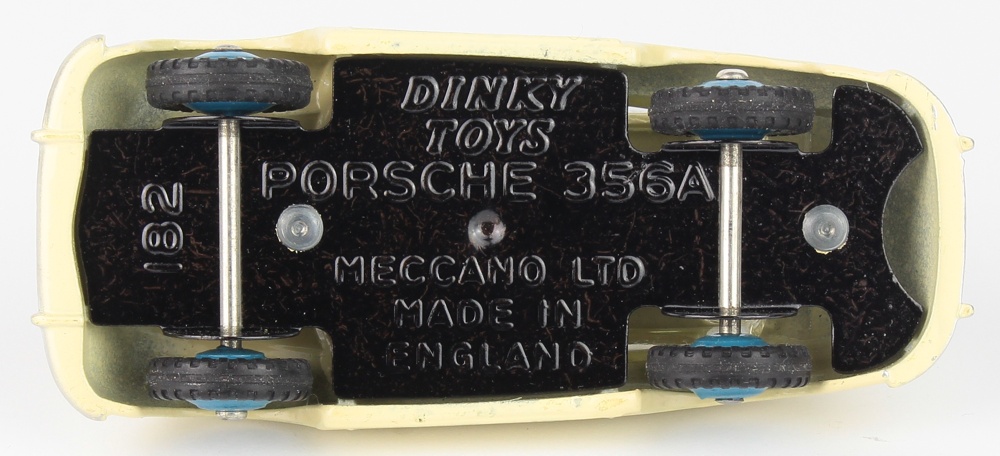 DINKY
TOYS
PORSCHE 356A
182
MECCANO LTD
MADE IN
ENGLAND